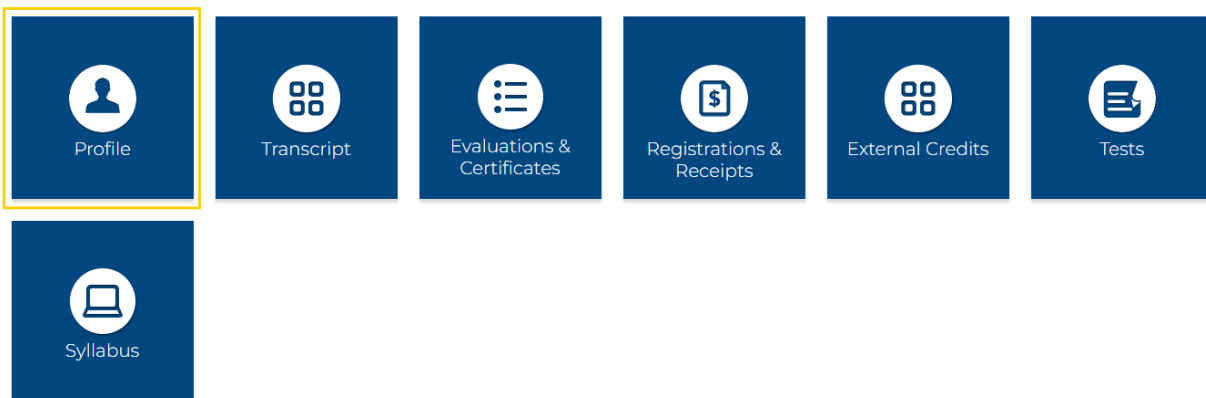 Profile
Transcript
Evaluations &
Certificates
Registrations &
Receipts
External Credits
Tests
Syllabus